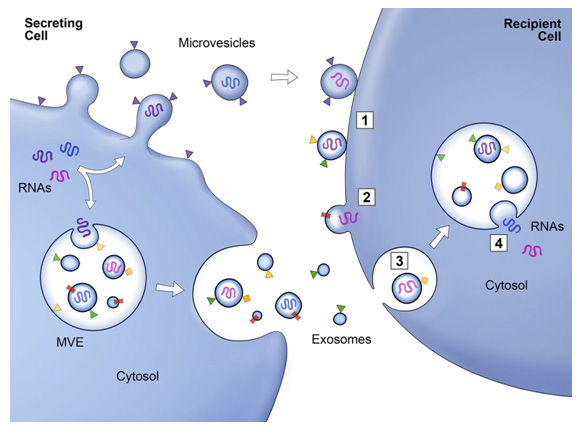 Secreting
Cell
Microvesicles
Recipient
Cell
1
RNAs
2
RNAs
4
3
Cytosol
MVE
Exosomes
Cytosol